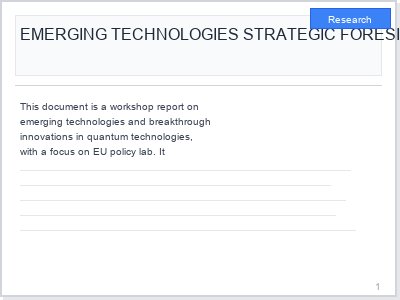 Research
EMERGING TECHNOLOGIES STRATEGIC FORESI
This document is a workshop report on
emerging technologies and breakthrough
innovations in quantum technologies,
with a focus on EU policy lab. It
1